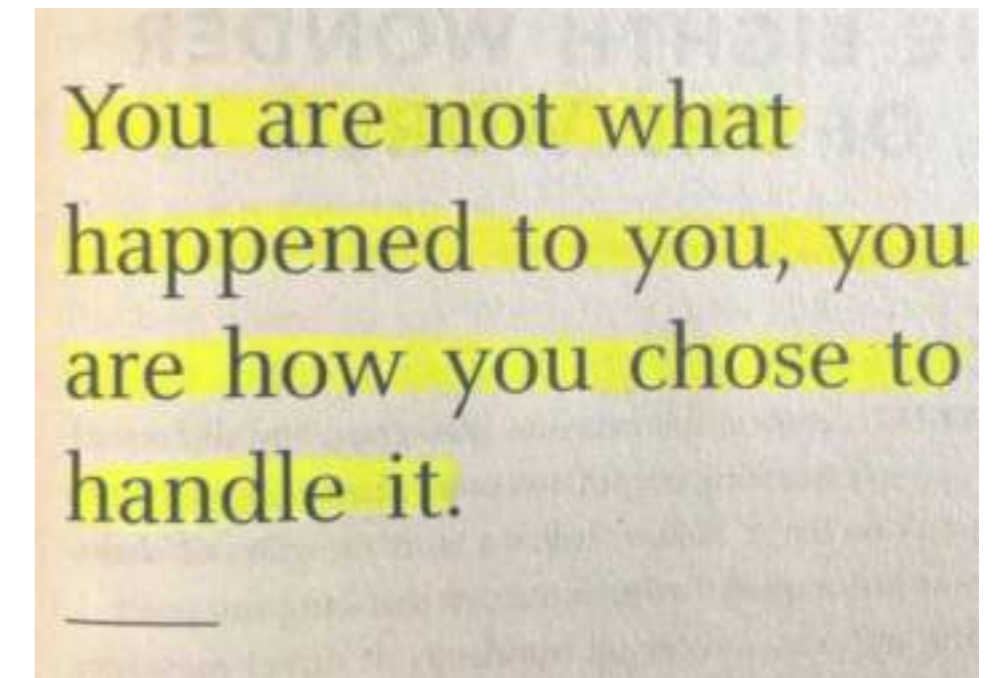 You are not what
happened to you, you
are how you chose to
handle it.